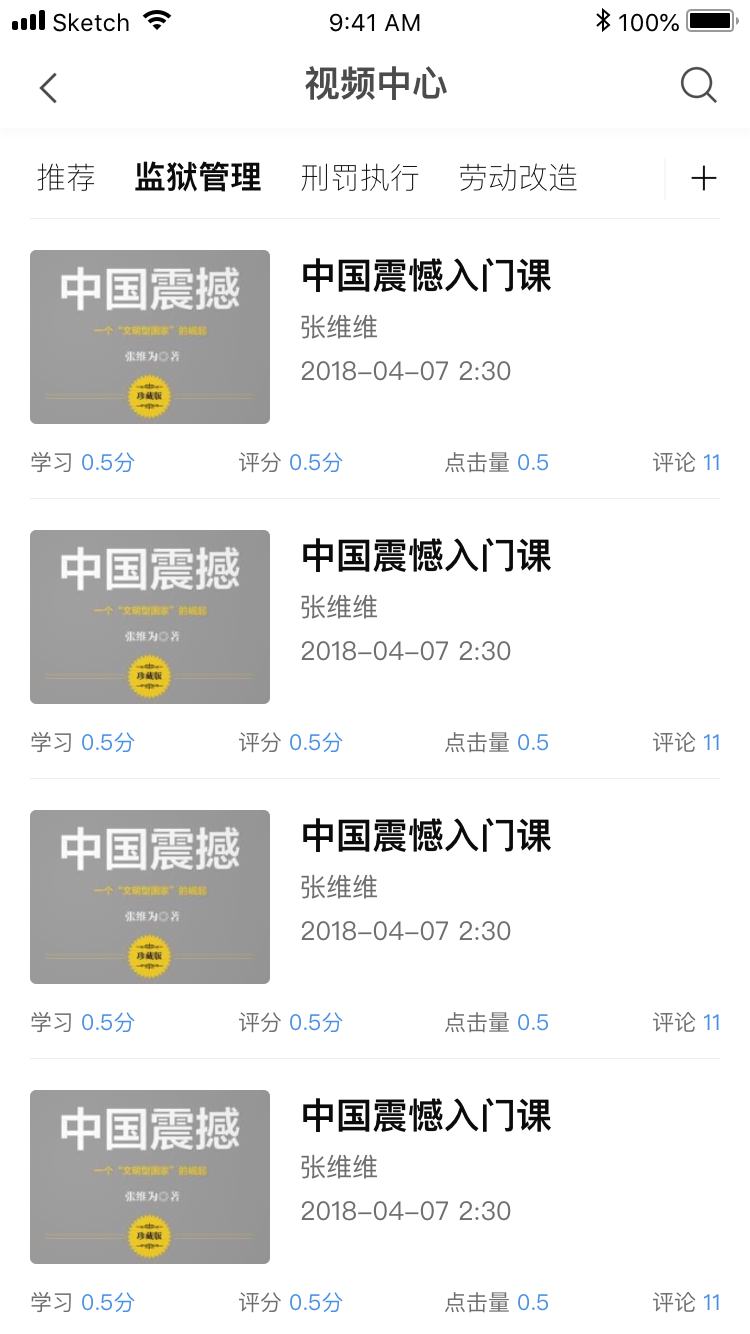 Sketch 9:41 AM 100%
视频中心
推荐 监狱管理 刑罚执行 劳动改造
中国震撼
一个“文明型国家”的崛起
张维为◎著
珍藏版
中国震憾入门课
张维维
2018-04-07 2:30
学习 0.5分 评分 0.5分 点击量 0.5 评论 11
中国震撼
一个“文明型国家”的崛起
张维为◎著
珍藏版
中国震憾入门课
张维维
2018-04-07 2:30
学习 0.5分 评分 0.5分 点击量 0.5 评论 11
中国震撼
一个“文明型国家”的崛起
张维为◎著
珍藏版
中国震憾入门课
张维维
2018-04-07 2:30
学习 0.5分 评分 0.5分 点击量 0.5 评论 11
中国震撼
一个“文明型国家”的崛起
张维为◎著
珍藏版
中国震憾入门课
张维维
2018-04-07 2:30
学习 0.5分 评分 0.5分 点击量 0.5 评论 11